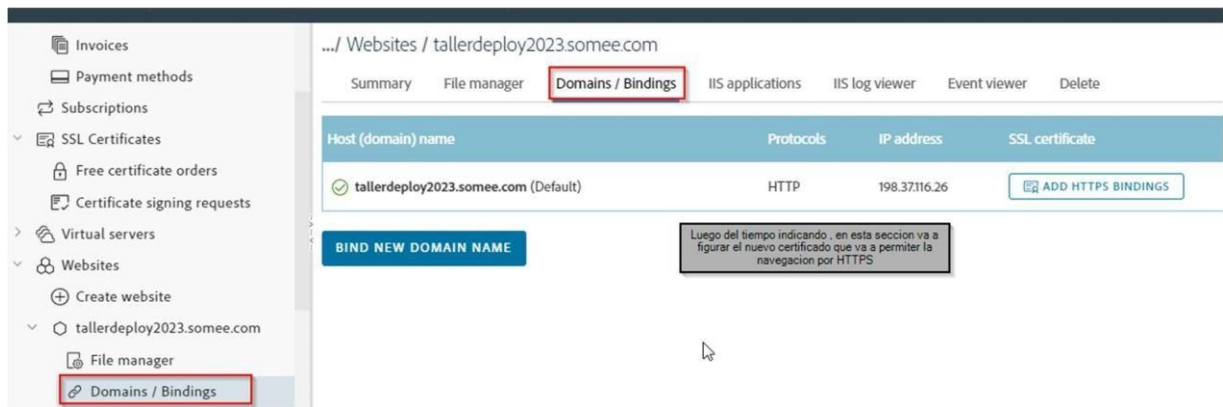 Invoices
Payment methods
Subscriptions
SSL Certificates
Free certificate orders
Certificate signing requests
Virtual servers
Websites
Create website
tallerdeploy2023.somee.com
File manager
Domains / Bindings
.../ Websites / tallerdeploy2023.somee.com
Summary File manager Domains / Bindings IIS applications IIS log viewer Event viewer Delete
Host (domain) name Protocols IP address SSL certificate
tallerdeploy2023.somee.com (Default) HTTP 198.37.116.26 ADD HTTPS BINDINGS
BIND NEW DOMAIN NAME
Luego del tiempo indicando , en esta seccion va a
figurar el nuevo certificado que va a permiter la
navegacion por HTTPS